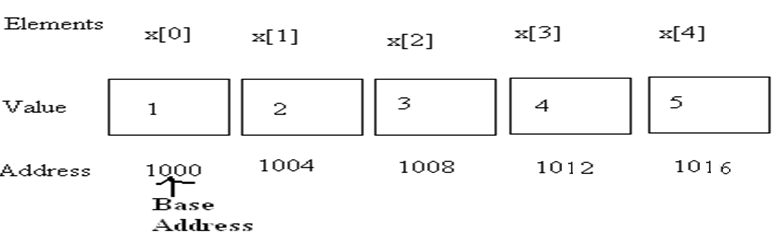 Elements x[0] x[1] x[2] x[3] x[4]
Value 1 2 3 4 5
Address 1000 1004 1008 1012 1016
Base
Address